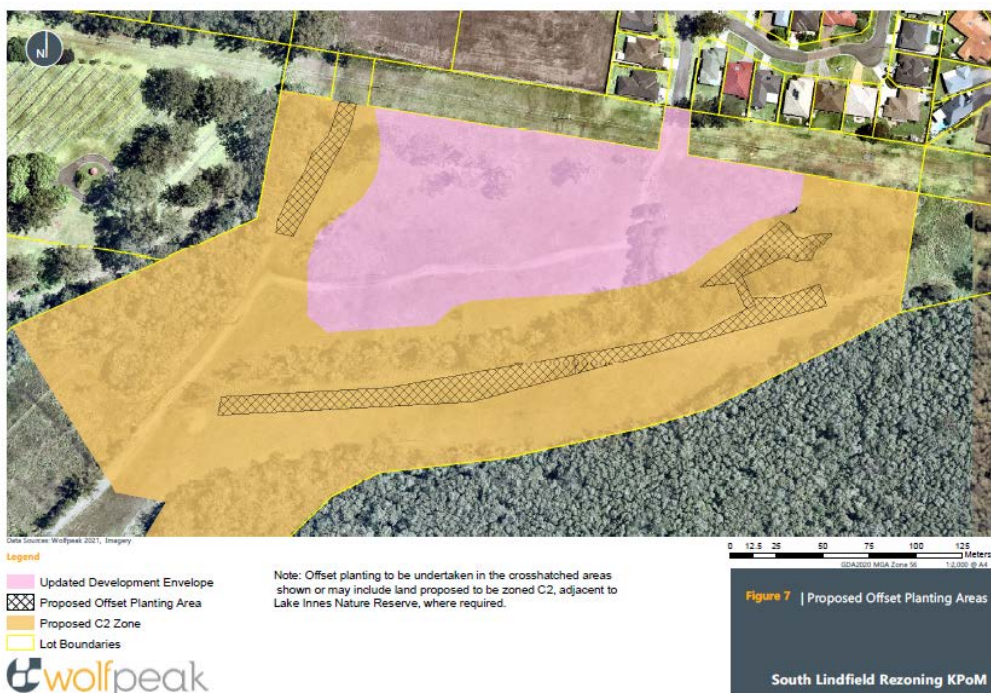 N
Data Sources: Wolfpeak 2021, Imagery
Legend
Updated Development Envelope
Proposed Offset Planting Area
Proposed C2 Zone
Lot Boundaries
wolfpeak
Note: Offset planting to be undertaken in the crosshatched areas
shown or may include land proposed to be zoned C2, adjacent to
Lake Innes Nature Reserve, where required.
0 12.5 25 50 75 100 125
Meters
GDA2020 MGA Zone 56 1:2,000 @ A4
Figure 7 | Proposed Offset Planting Areas
South Lindfield Rezoning KPoM